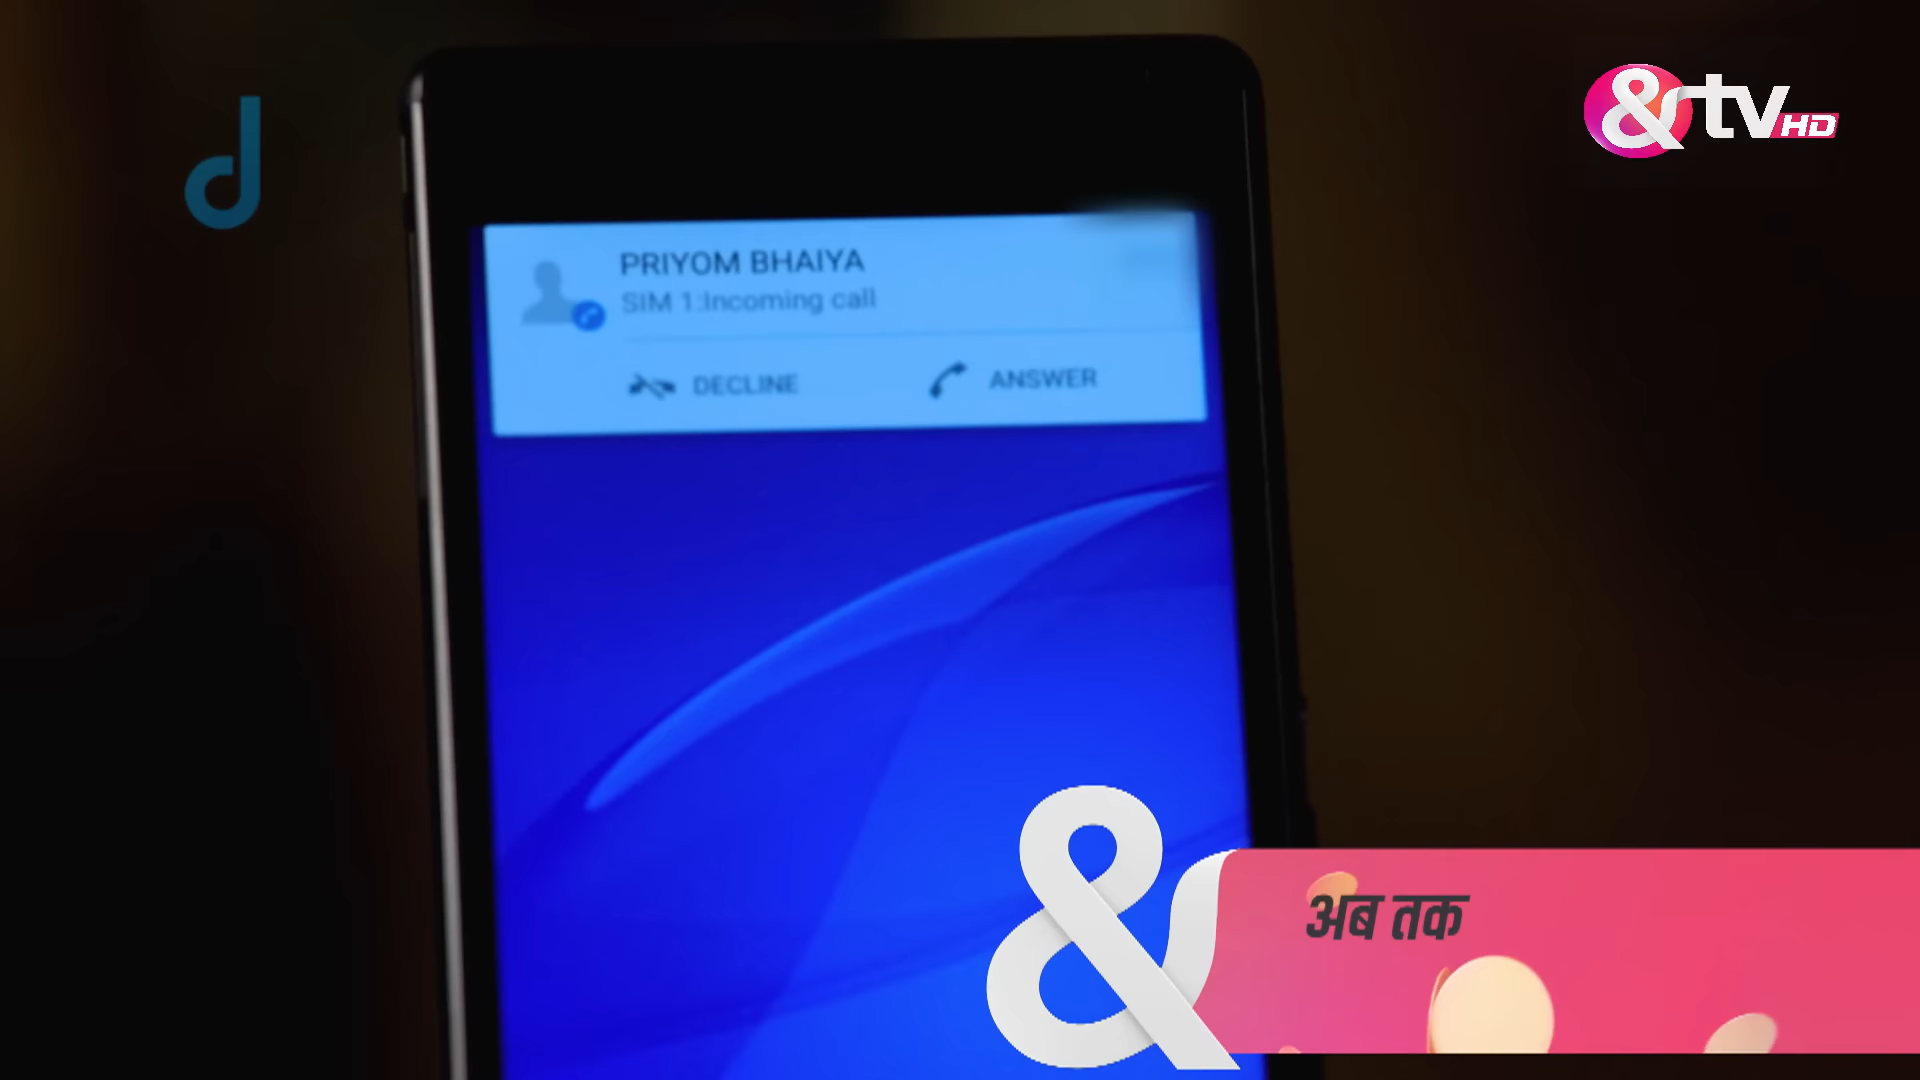 &tv HD
PRIYOM BHAIYA
SIM 1:Incoming call
DECLINE
ANSWER
&
अब तक